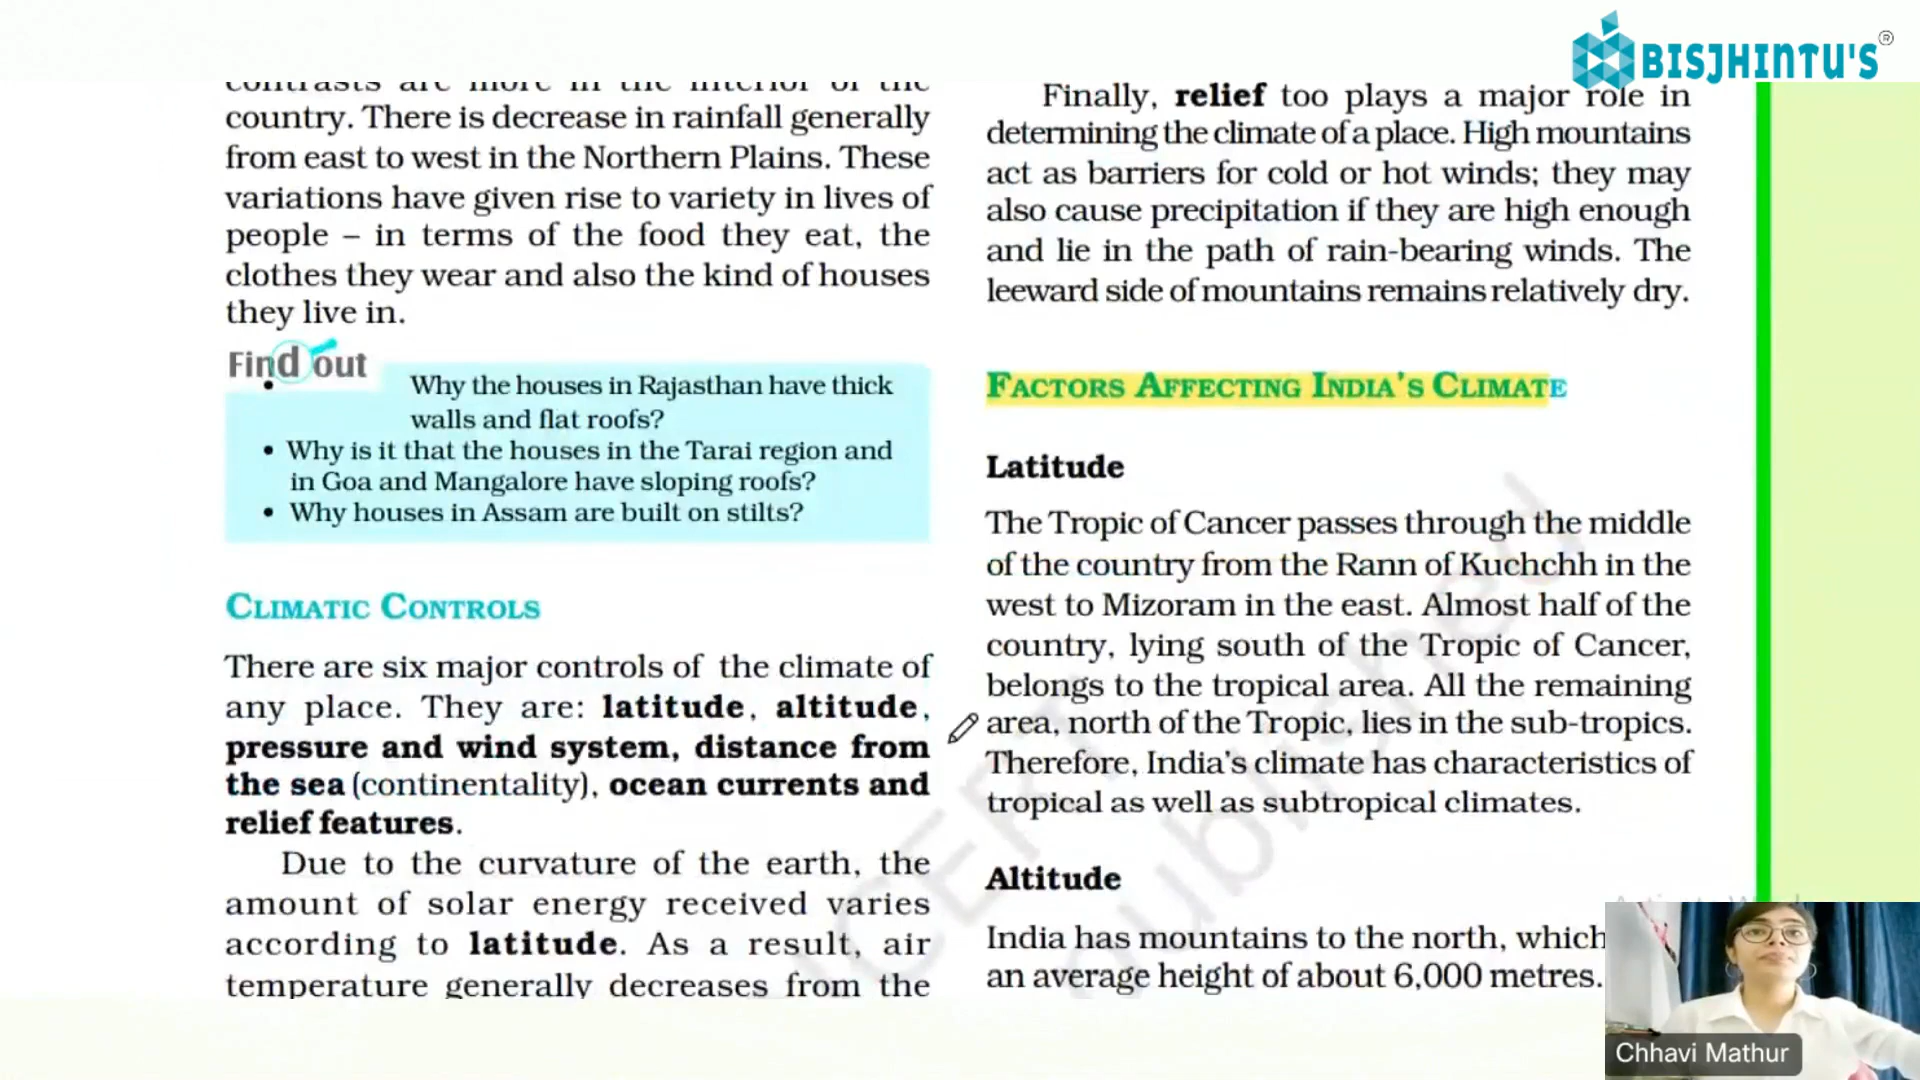 BISJHINTU'S®
contrasts are more in the interior of the
country. There is decrease in rainfall generally
from east to west in the Northern Plains. These
variations have given rise to variety in lives of
people – in terms of the food they eat, the
clothes they wear and also the kind of houses
they live in.
Find out
• Why the houses in Rajasthan have thick
walls and flat roofs?
• Why is it that the houses in the Tarai region and
in Goa and Mangalore have sloping roofs?
• Why houses in Assam are built on stilts?
CLIMATIC CONTROLS
There are six major controls of the climate of
any place. They are: latitude, altitude,
pressure and wind system, distance from
the sea (continentality), ocean currents and
relief features.
Due to the curvature of the earth, the
amount of solar energy received varies
according to latitude. As a result, air
temperature generally decreases from the
Finally, relief too plays a major role in
determining the climate of a place. High mountains
act as barriers for cold or hot winds; they may
also cause precipitation if they are high enough
and lie in the path of rain-bearing winds. The
leeward side of mountains remains relatively dry.
FACTORS AFFECTING INDIA'S CLIMATE
Latitude
The Tropic of Cancer passes through the middle
of the country from the Rann of Kuchchh in the
west to Mizoram in the east. Almost half of the
country, lying south of the Tropic of Cancer,
belongs to the tropical area. All the remaining
area, north of the Tropic, lies in the sub-tropics.
Therefore, India's climate has characteristics of
tropical as well as subtropical climates.
Altitude
India has mountains to the north, which
an average height of about 6,000 metres.
published
Chhavi Mathur